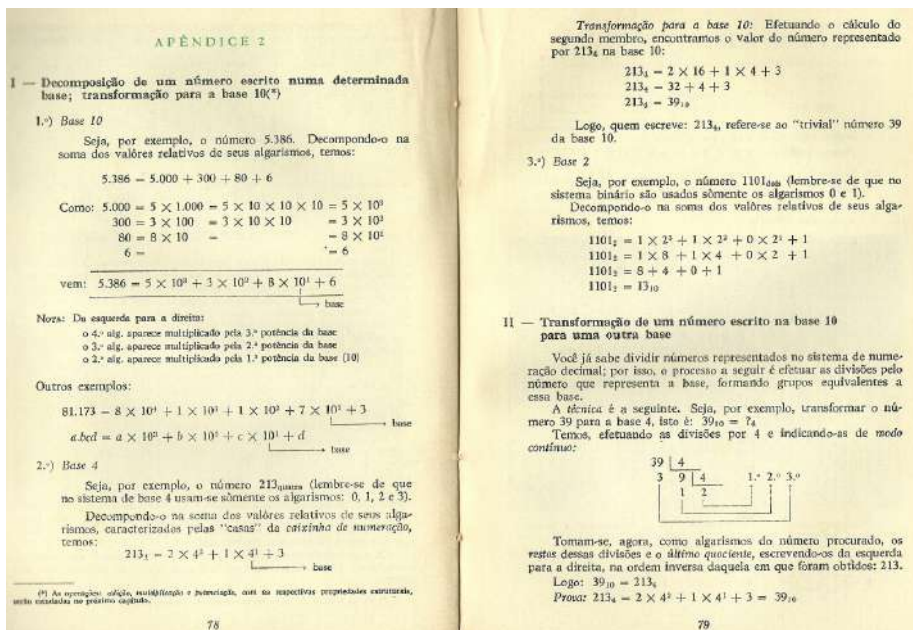 APÊNDICE 2
I — Decomposição de um número escrito numa determinada
base; transformação para a base 10(*)
1.º) Base 10
Seja, por exemplo, o número 5.386. Decompondo-o na
soma dos valôres relativos de seus algarismos, temos:
5.386 = 5.000 + 300 + 80 + 6
Como: 5.000 = 5 × 1.000 = 5 × 10 × 10 × 10 = 5 × 10³
300 = 3 × 100 = 3 × 10 × 10 = 3 × 10²
80 = 8 × 10 = = 8 × 10¹
6 = = 6
vem: 5.386 = 5 × 10³ + 3 × 10² + 8 × 10¹ + 6
base
Nota: Da esquerda para a direita:
o 4.º alg. aparece multiplicado pela 3.ª potência da base
o 3.º alg. aparece multiplicado pela 2.ª potência da base
o 2.º alg. aparece multiplicado pela 1.ª potência da base [10]
Outros exemplos:
81.173 = 8 × 10⁴ + 1 × 10³ + 1 × 10² + 7 × 10¹ + 3
base
a.bcd = a × 10³ + b × 10² + c × 10¹ + d
base
2.º) Base 4
Seja, por exemplo, o número 213 (lembre-se de que
no sistema de base 4 usam-se sòmente os algarismos: 0, 1, 2 e 3).
Decompondo-o na soma dos valôres relativos de seus alga-
rismos, caracterizados pelas "casas" da caixinha de numeração,
temos:
213₄ = 2 × 4² + 1 × 4¹ + 3
base
(*) As operações: adição, multiplicação e potenciação, com as respectivas propriedades estruturais,
serão estudadas no próximo capítulo.
78
Transformação para a base 10: Efetuando o cálculo do
segundo membro, encontramos o valor do número representado
por 213₄ na base 10:
213₄ = 2 × 16 + 1 × 4 + 3
213₄ = 32 + 4 + 3
213₄ = 39₁₀
Logo, quem escreve: 213₄, refere-se ao "trivial" número 39
da base 10.
3.º) Base 2
Seja, por exemplo, o número 1101dois (lembre-se de que no
sistema binário são usados sòmente os algarismos 0 e 1).
Decompondo-o na soma dos valôres relativos de seus alga-
rismos, temos:
1101₂ = 1 × 2³ + 1 × 2² + 0 × 2¹ + 1
1101₂ = 1 × 8 + 1 × 4 + 0 × 2 + 1
1101₂ = 8 + 4 + 0 + 1
1101₂ = 13₁₀
II — Transformação de um número escrito na base 10
para uma outra base
Você já sabe dividir números representados no sistema de nume-
ração decimal; por isso, o processo a seguir é efetuar as divisões pelo
número que representa a base, formando grupos equivalentes a
essa base.
A técnica é a seguinte. Seja, por exemplo, transformar o nú-
mero 39 para a base 4, isto é: 39₁₀ = ?₄
Temos, efetuando as divisões por 4 e indicando-as de modo
contínuo:
39 4
3 9 4 1.º 2.º 3.º
1 2
Tomam-se, agora, como algarismos do número procurado, os
restos dessas divisões e o último quociente, escrevendo-os da esquerda
para a direita, na ordem inversa daquela em que foram obtidos: 213.
Logo: 39₁₀ = 213₄
Prova: 213₄ = 2 × 4² + 1 × 4¹ + 3 = 39₁₀
79